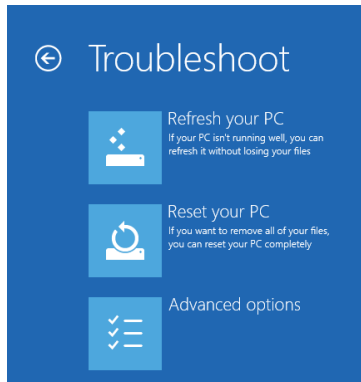 Troubleshoot
Refresh your PC
If your PC isn't running well, you can
refresh it without losing your files
Reset your PC
If you want to remove all of your files,
you can reset your PC completely
Advanced options